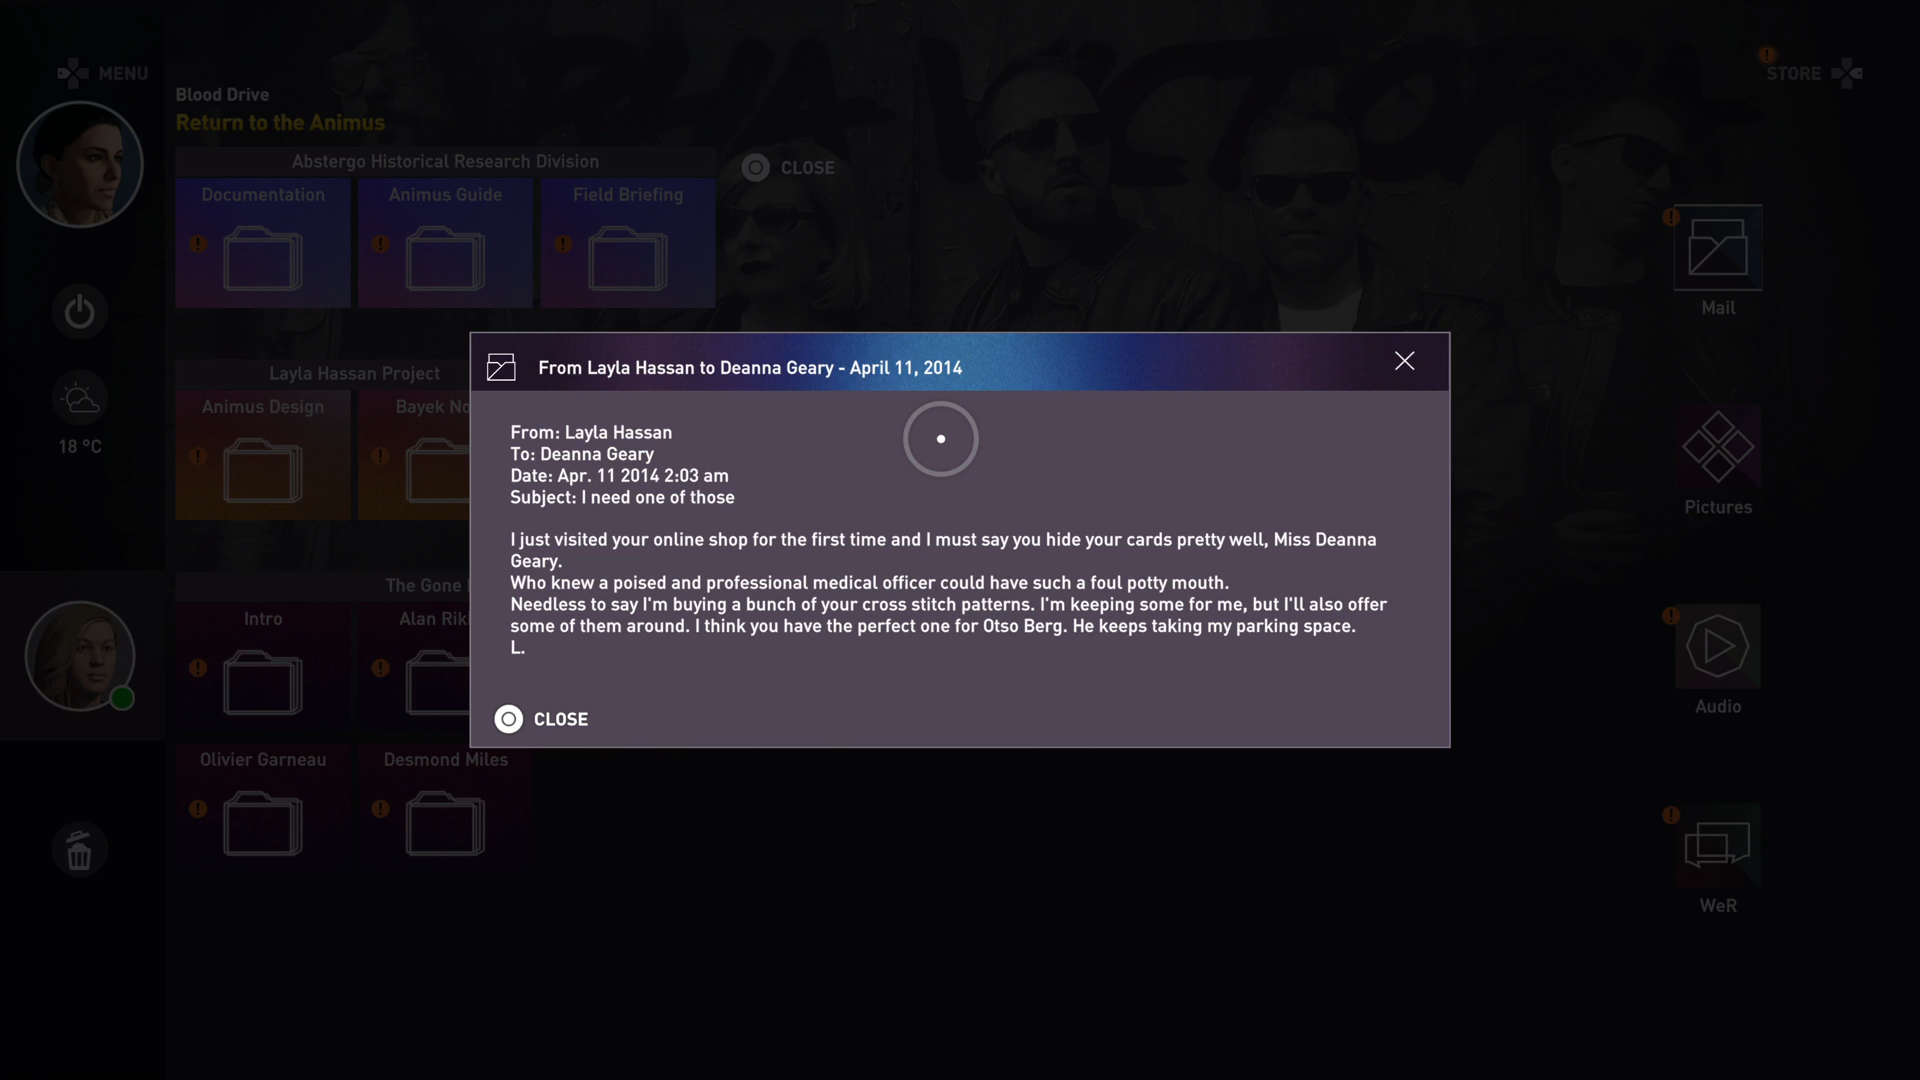 MENU
STORE
Blood Drive
Return to the Animus
Abstergo Historical Research Division
CLOSE
Documentation
Animus Guide
Field Briefing
Mail
18 °C
Layla Hassan Project
Animus Design
Bayek No
From Layla Hassan to Deanna Geary - April 11, 2014
From: Layla Hassan
To: Deanna Geary
Date: Apr. 11 2014 2:03 am
Subject: I need one of those
I just visited your online shop for the first time and I must say you hide your cards pretty well, Miss Deanna
Geary.
Who knew a poised and professional medical officer could have such a foul potty mouth.
Needless to say I'm buying a bunch of your cross stitch patterns. I'm keeping some for me, but I'll also offer
some of them around. I think you have the perfect one for Otso Berg. He keeps taking my parking space.
L.
CLOSE
Pictures
The Gone
Intro
Alan Rik
Audio
Olivier Garneau
Desmond Miles
WeR